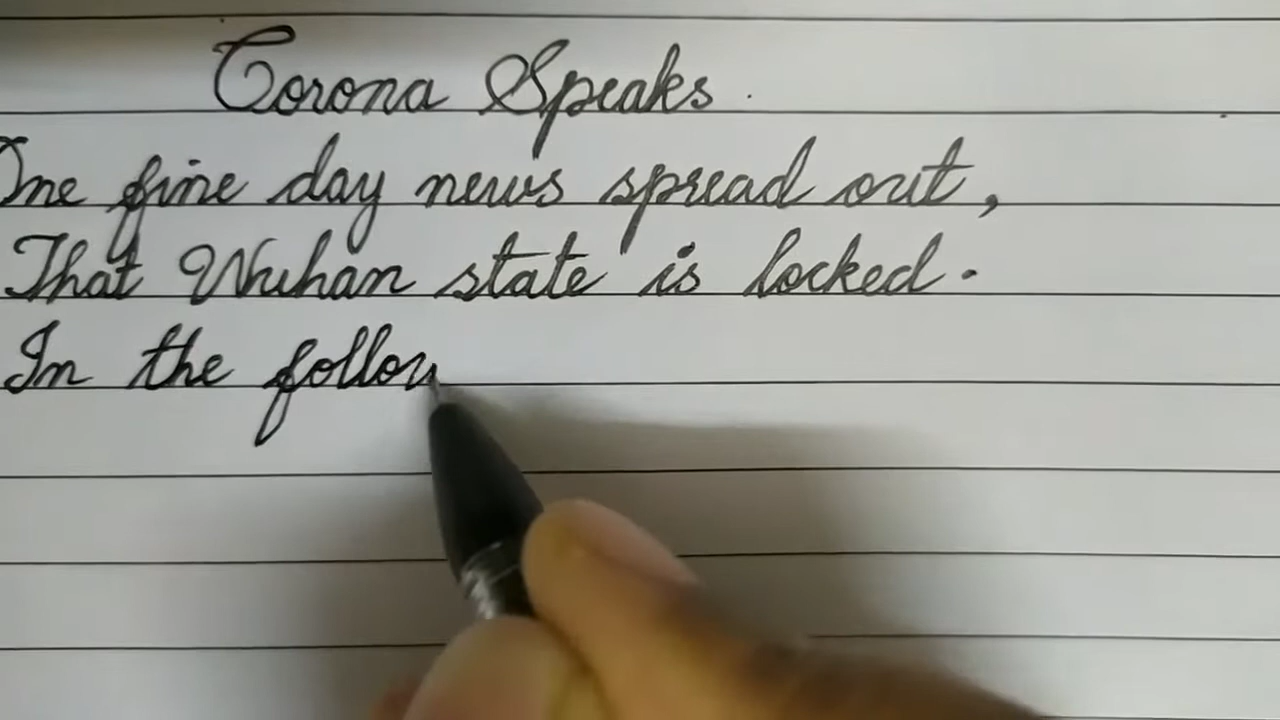 Corona Speaks.
One fine day news spread out,
That Wuhan state is locked.
In the follow